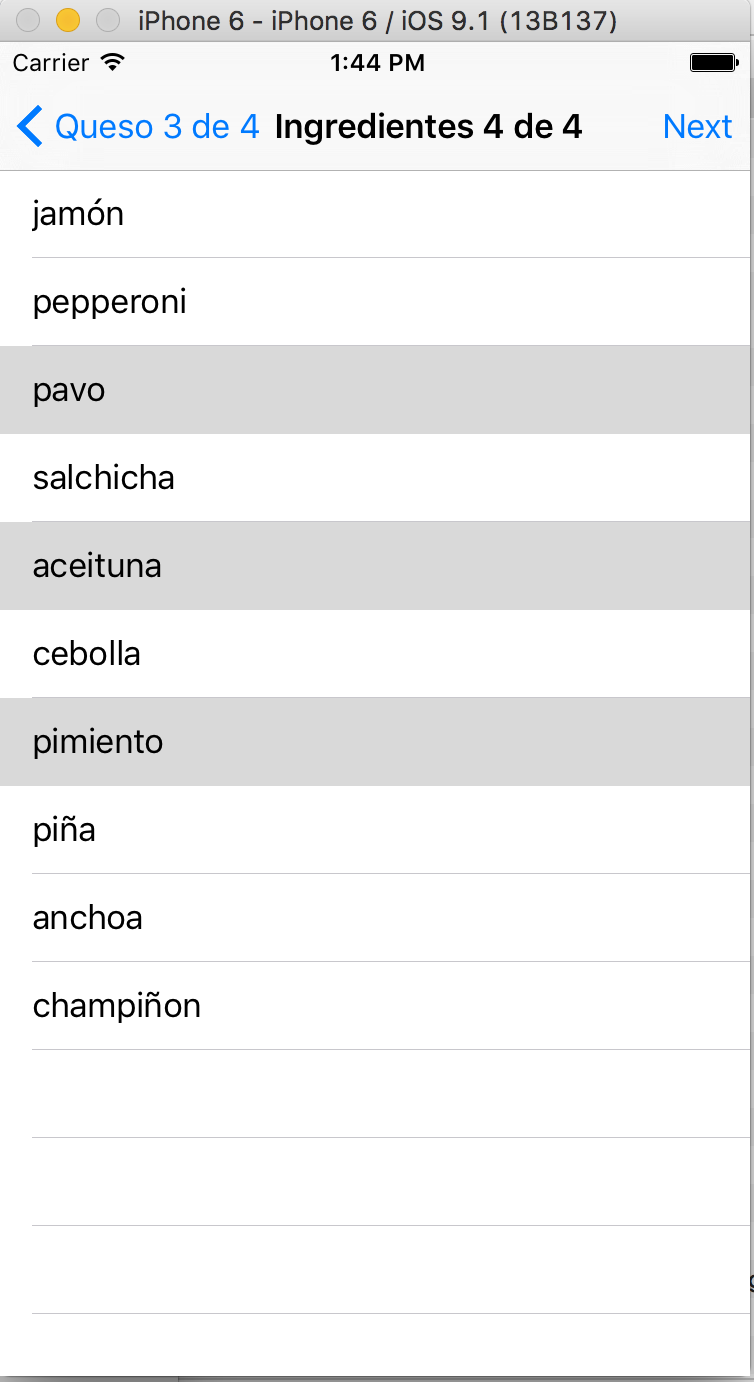 iPhone 6 - iPhone 6 / iOS 9.1 (13B137)
Carrier 1:44 PM
Queso 3 de 4 Ingredientes 4 de 4 Next
jamón
pepperoni
pavo
salchicha
aceituna
cebolla
pimiento
piña
anchoa
champiñon